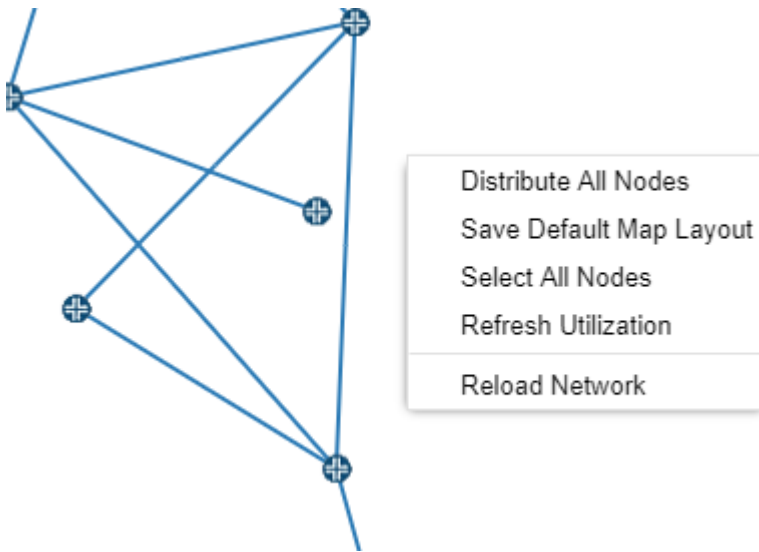 Distribute All Nodes
Save Default Map Layout
Select All Nodes
Refresh Utilization
Reload Network